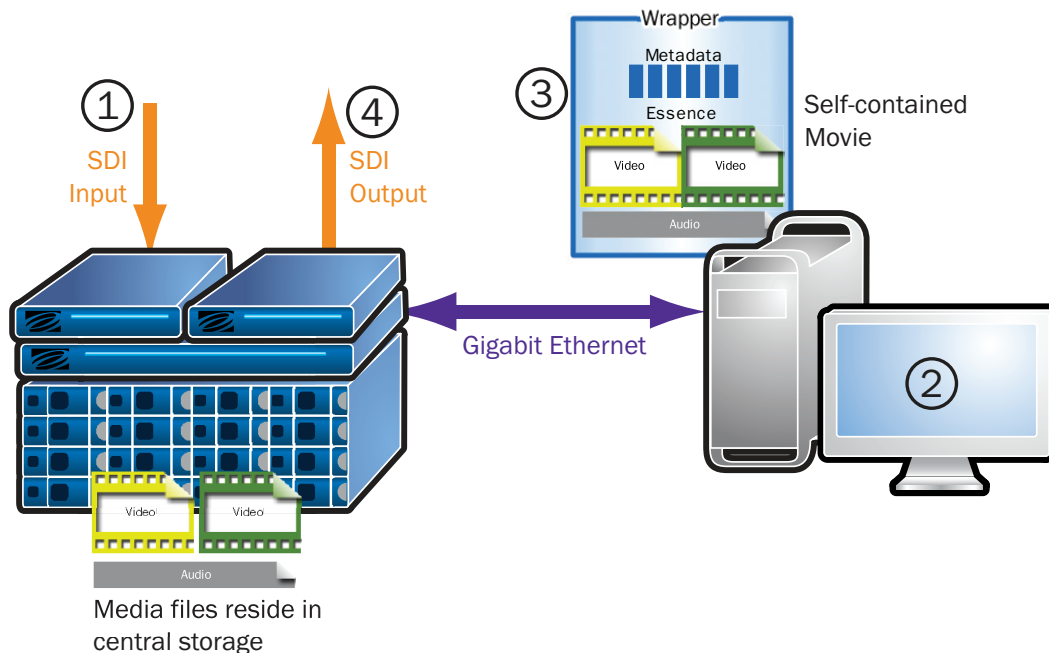 Wrapper
Metadata
Essence
Video
Video
Audio
3
Self-contained
Movie
1
SDI
Input
4
SDI
Output
Gigabit Ethernet
2
Video
Video
Audio
Media files reside in
central storage